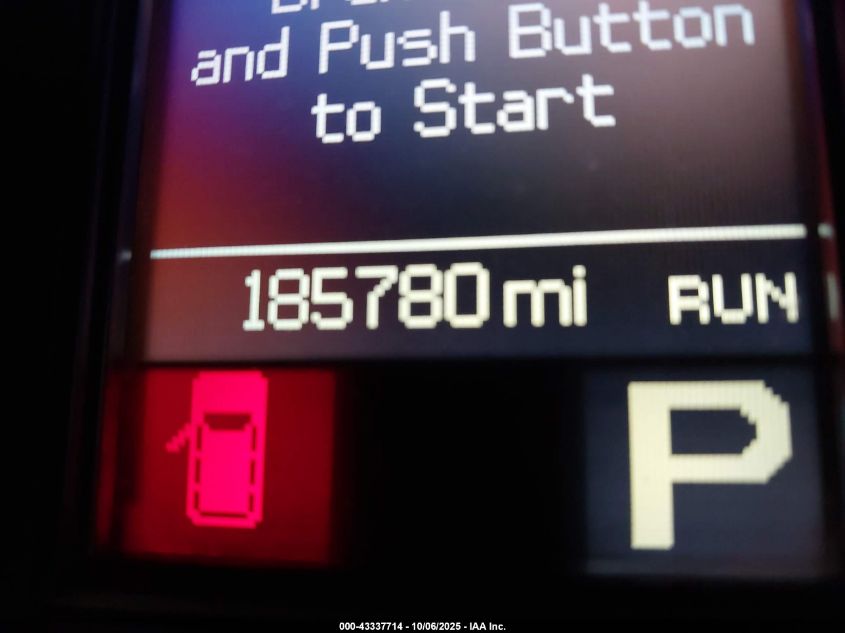 and Push Button
to Start
185780 mi RUN
P
000-43337714 - 10/06/2025 - IAA Inc.